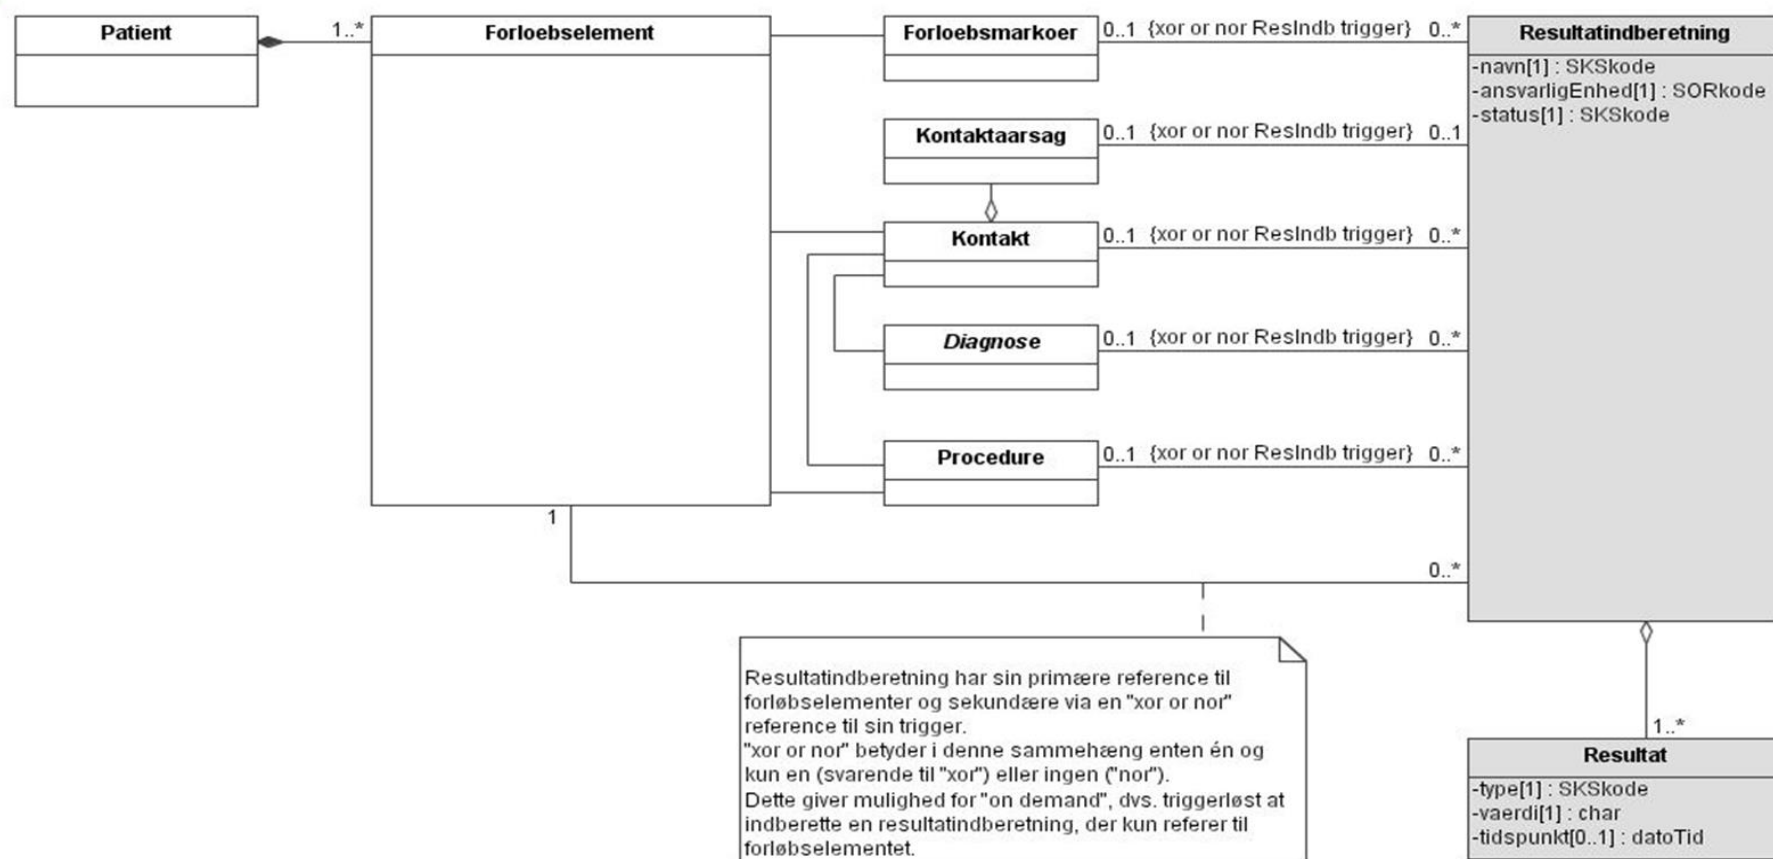 Patient
1..*
Forloebselement
Forloebsmarkoer
0..1 {xor or nor ResIndb trigger} 0..*
Resultatindberetning
-navn[1] : SKSkode
-ansvarligEnhed[1] : SORkode
-status[1] : SKSkode
Kontaktaarsag
0..1 {xor or nor ResIndb trigger} 0..1
Kontakt
0..1 {xor or nor ResIndb trigger} 0..*
Diagnose
0..1 {xor or nor ResIndb trigger} 0..*
Procedure
0..1 {xor or nor ResIndb trigger} 0..*
1
0..*
Resultatindberetning har sin primære reference til
forløbselementer og sekundære via en "xor or nor"
reference til sin trigger.
"xor or nor" betyder i denne sammehæng enten én og
kun en (svarende til "xor") eller ingen ("nor").
Dette giver mulighed for "on demand", dvs. triggerløst at
indberette en resultatindberetning, der kun referer til
forløbselementet.
1..*
Resultat
-type[1] : SKSkode
-vaerdi[1] : char
-tidspunkt[0..1] : datoTid